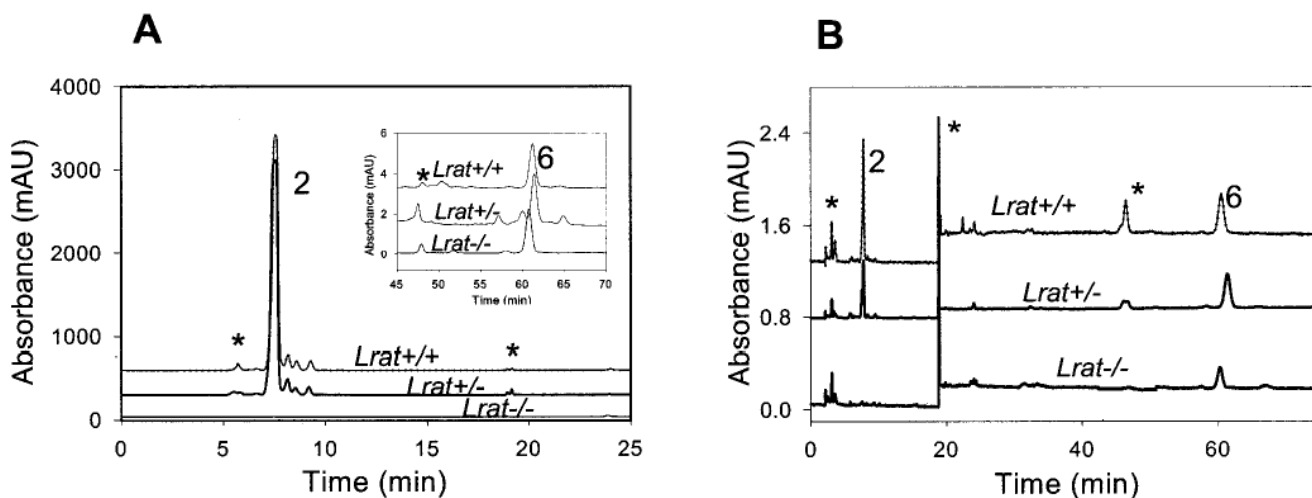 A
B
Absorbance (mAU)
4000
3000
2000
1000
0
0
5
10
15
20
25
Time (min)
*
2
*
Lrat+/+
Lrat+/-
Lrat-/-
Absorbance (mAU)
6
4
2
0
45
50
55
60
65
70
Time (min)
*
Lrat+/+
6
Lrat+/-
Lrat-/-
Absorbance (mAU)
2.4
1.6
0.8
0.0
0
20
40
60
Time (min)
*
2
*
*
6
Lrat+/+
Lrat+/-
Lrat-/-